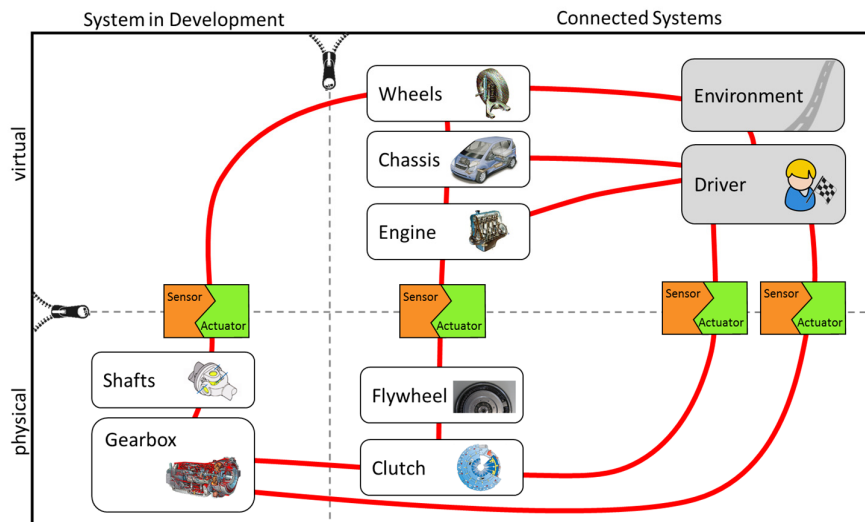 System in Development
Connected Systems
virtual
physical
Wheels
Environment
Chassis
Driver
Engine
Sensor
Actuator
Sensor
Actuator
Sensor
Actuator
Sensor
Actuator
Shafts
Flywheel
Gearbox
Clutch